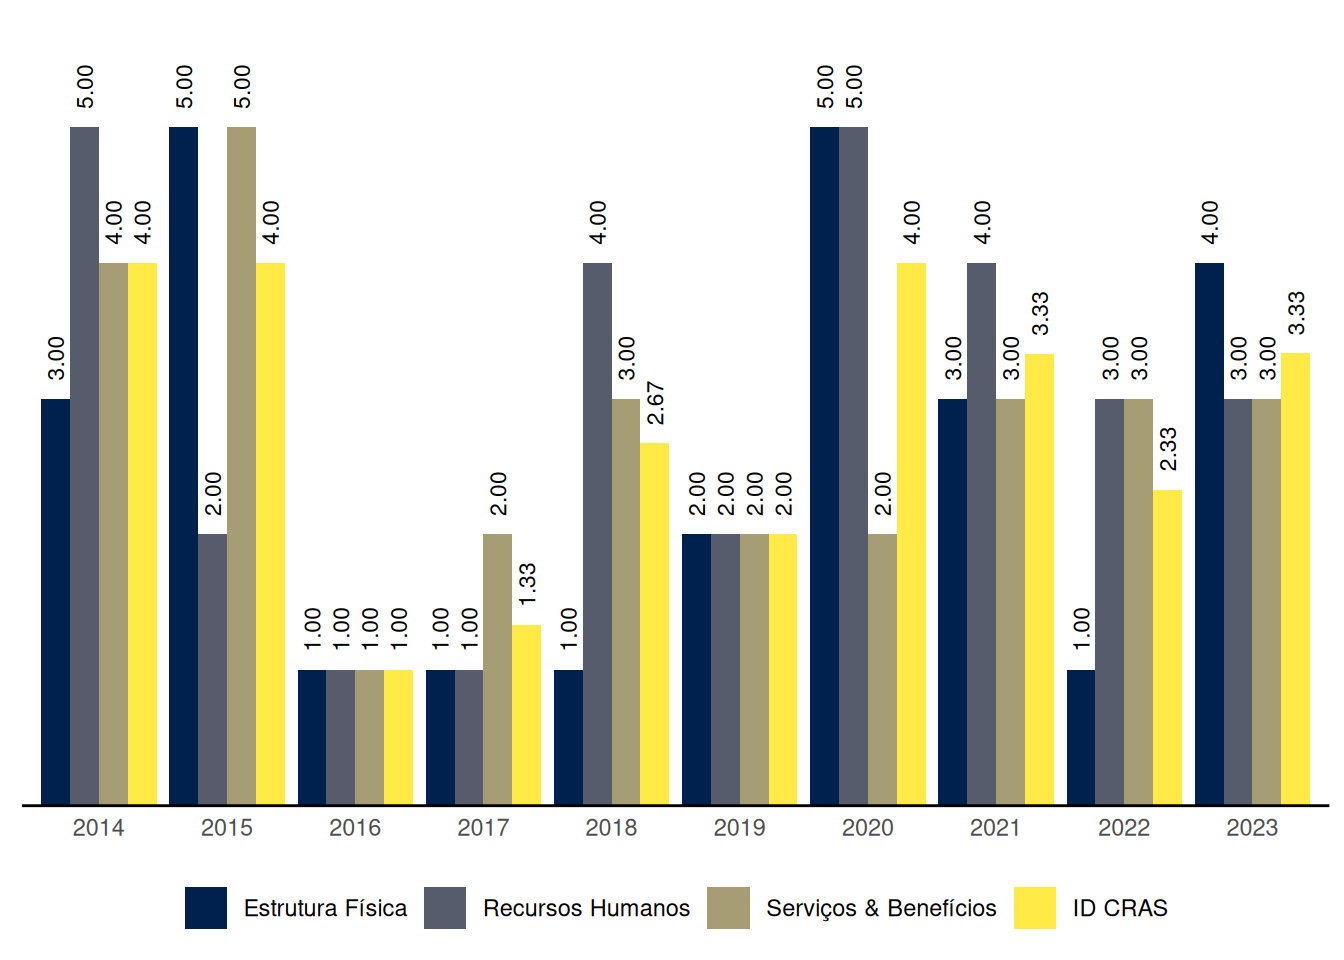 3.00 5.00 4.00 4.00
5.00 2.00 5.00 4.00
1.00 1.00 1.00 1.00
1.00 1.00 2.00 1.33
1.00 4.00 3.00 2.67
2.00 2.00 2.00 2.00
5.00 5.00 2.00 4.00
3.00 4.00 3.00 3.33
1.00 3.00 3.00 2.33
4.00 3.00 3.00 3.33
2014 2015 2016 2017 2018 2019 2020 2021 2022 2023
Estrutura Física Recursos Humanos Serviços & Benefícios ID CRAS